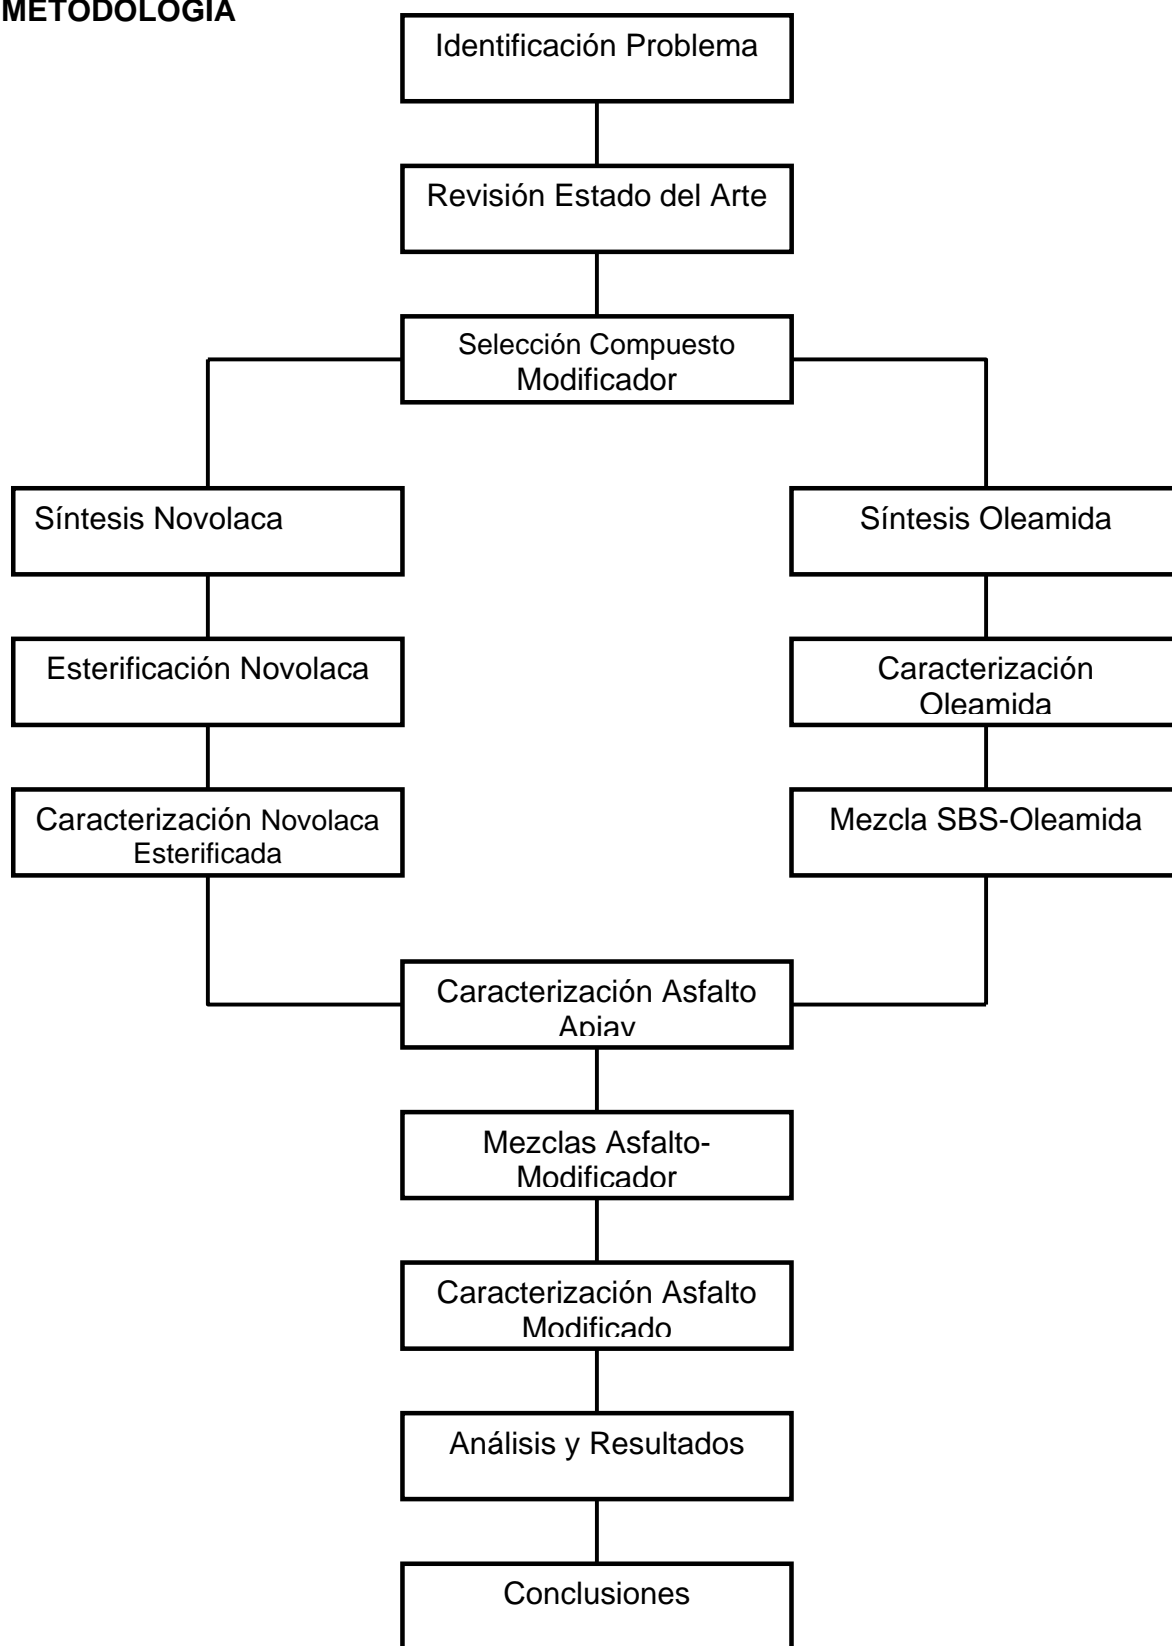 METODOLOGÍA
Identificación Problema
Revisión Estado del Arte
Selección Compuesto
Modificador
Síntesis Novolaca
Síntesis Oleamida
Esterificación Novolaca
Caracterización
Oleamida
Caracterización Novolaca
Esterificada
Mezcla SBS-Oleamida
Caracterización Asfalto
Apiay
Mezclas Asfalto-
Modificador
Caracterización Asfalto
Modificado
Análisis y Resultados
Conclusiones